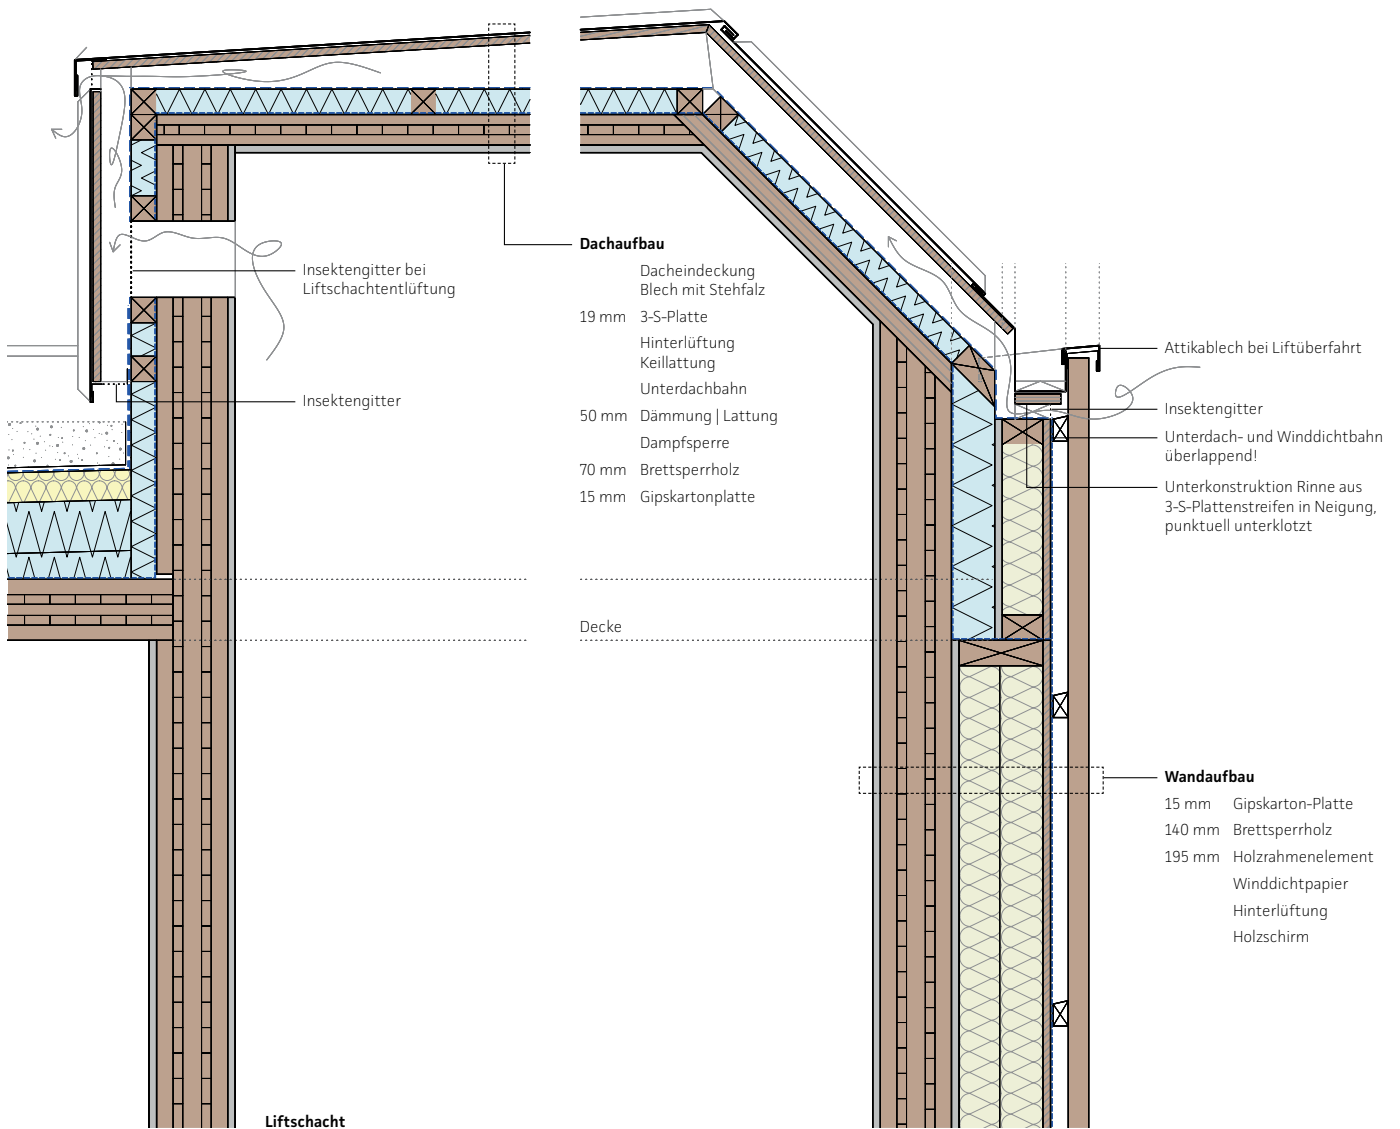 Dachaufbau
Dacheindeckung
Blech mit Stehfalz
19 mm 3-S-Platte
Hinterlüftung
Keillattung
Unterdachbahn
50 mm Dämmung | Lattung
Dampfsperre
70 mm Brettsperrholz
15 mm Gipskartonplatte
Insektengitter bei
Liftschachtentlüftung
Insektengitter
Attikablech bei Liftüberfahrt
Insektengitter
Unterdach- und Winddichtbahn
überlappend!
Unterkonstruktion Rinne aus
3-S-Plattenstreifen in Neigung,
punktuell unterklotzt
Decke
Wandaufbau
15 mm Gipskarton-Platte
140 mm Brettsperrholz
195 mm Holzrahmenelement
Winddichtpapier
Hinterlüftung
Holzschirm
Liftschacht